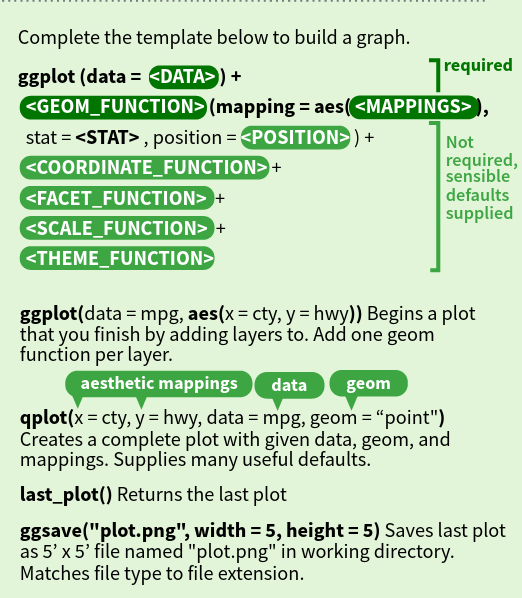 Complete the template below to build a graph.
ggplot (data = <DATA>) +
required
<GEOM_FUNCTION> (mapping = aes( <MAPPINGS> ),
stat = <STAT> , position = <POSITION> ) +
Not
required,
sensible
defaults
supplied
<COORDINATE_FUNCTION> +
<FACET_FUNCTION> +
<SCALE_FUNCTION> +
<THEME_FUNCTION>
ggplot(data = mpg, aes(x = cty, y = hwy)) Begins a plot
that you finish by adding layers to. Add one geom
function per layer.
aesthetic mappings data geom
qplot(x = cty, y = hwy, data = mpg, geom = “point")
Creates a complete plot with given data, geom, and
mappings. Supplies many useful defaults.
last_plot() Returns the last plot
ggsave("plot.png", width = 5, height = 5) Saves last plot
as 5’ x 5’ file named "plot.png" in working directory.
Matches file type to file extension.